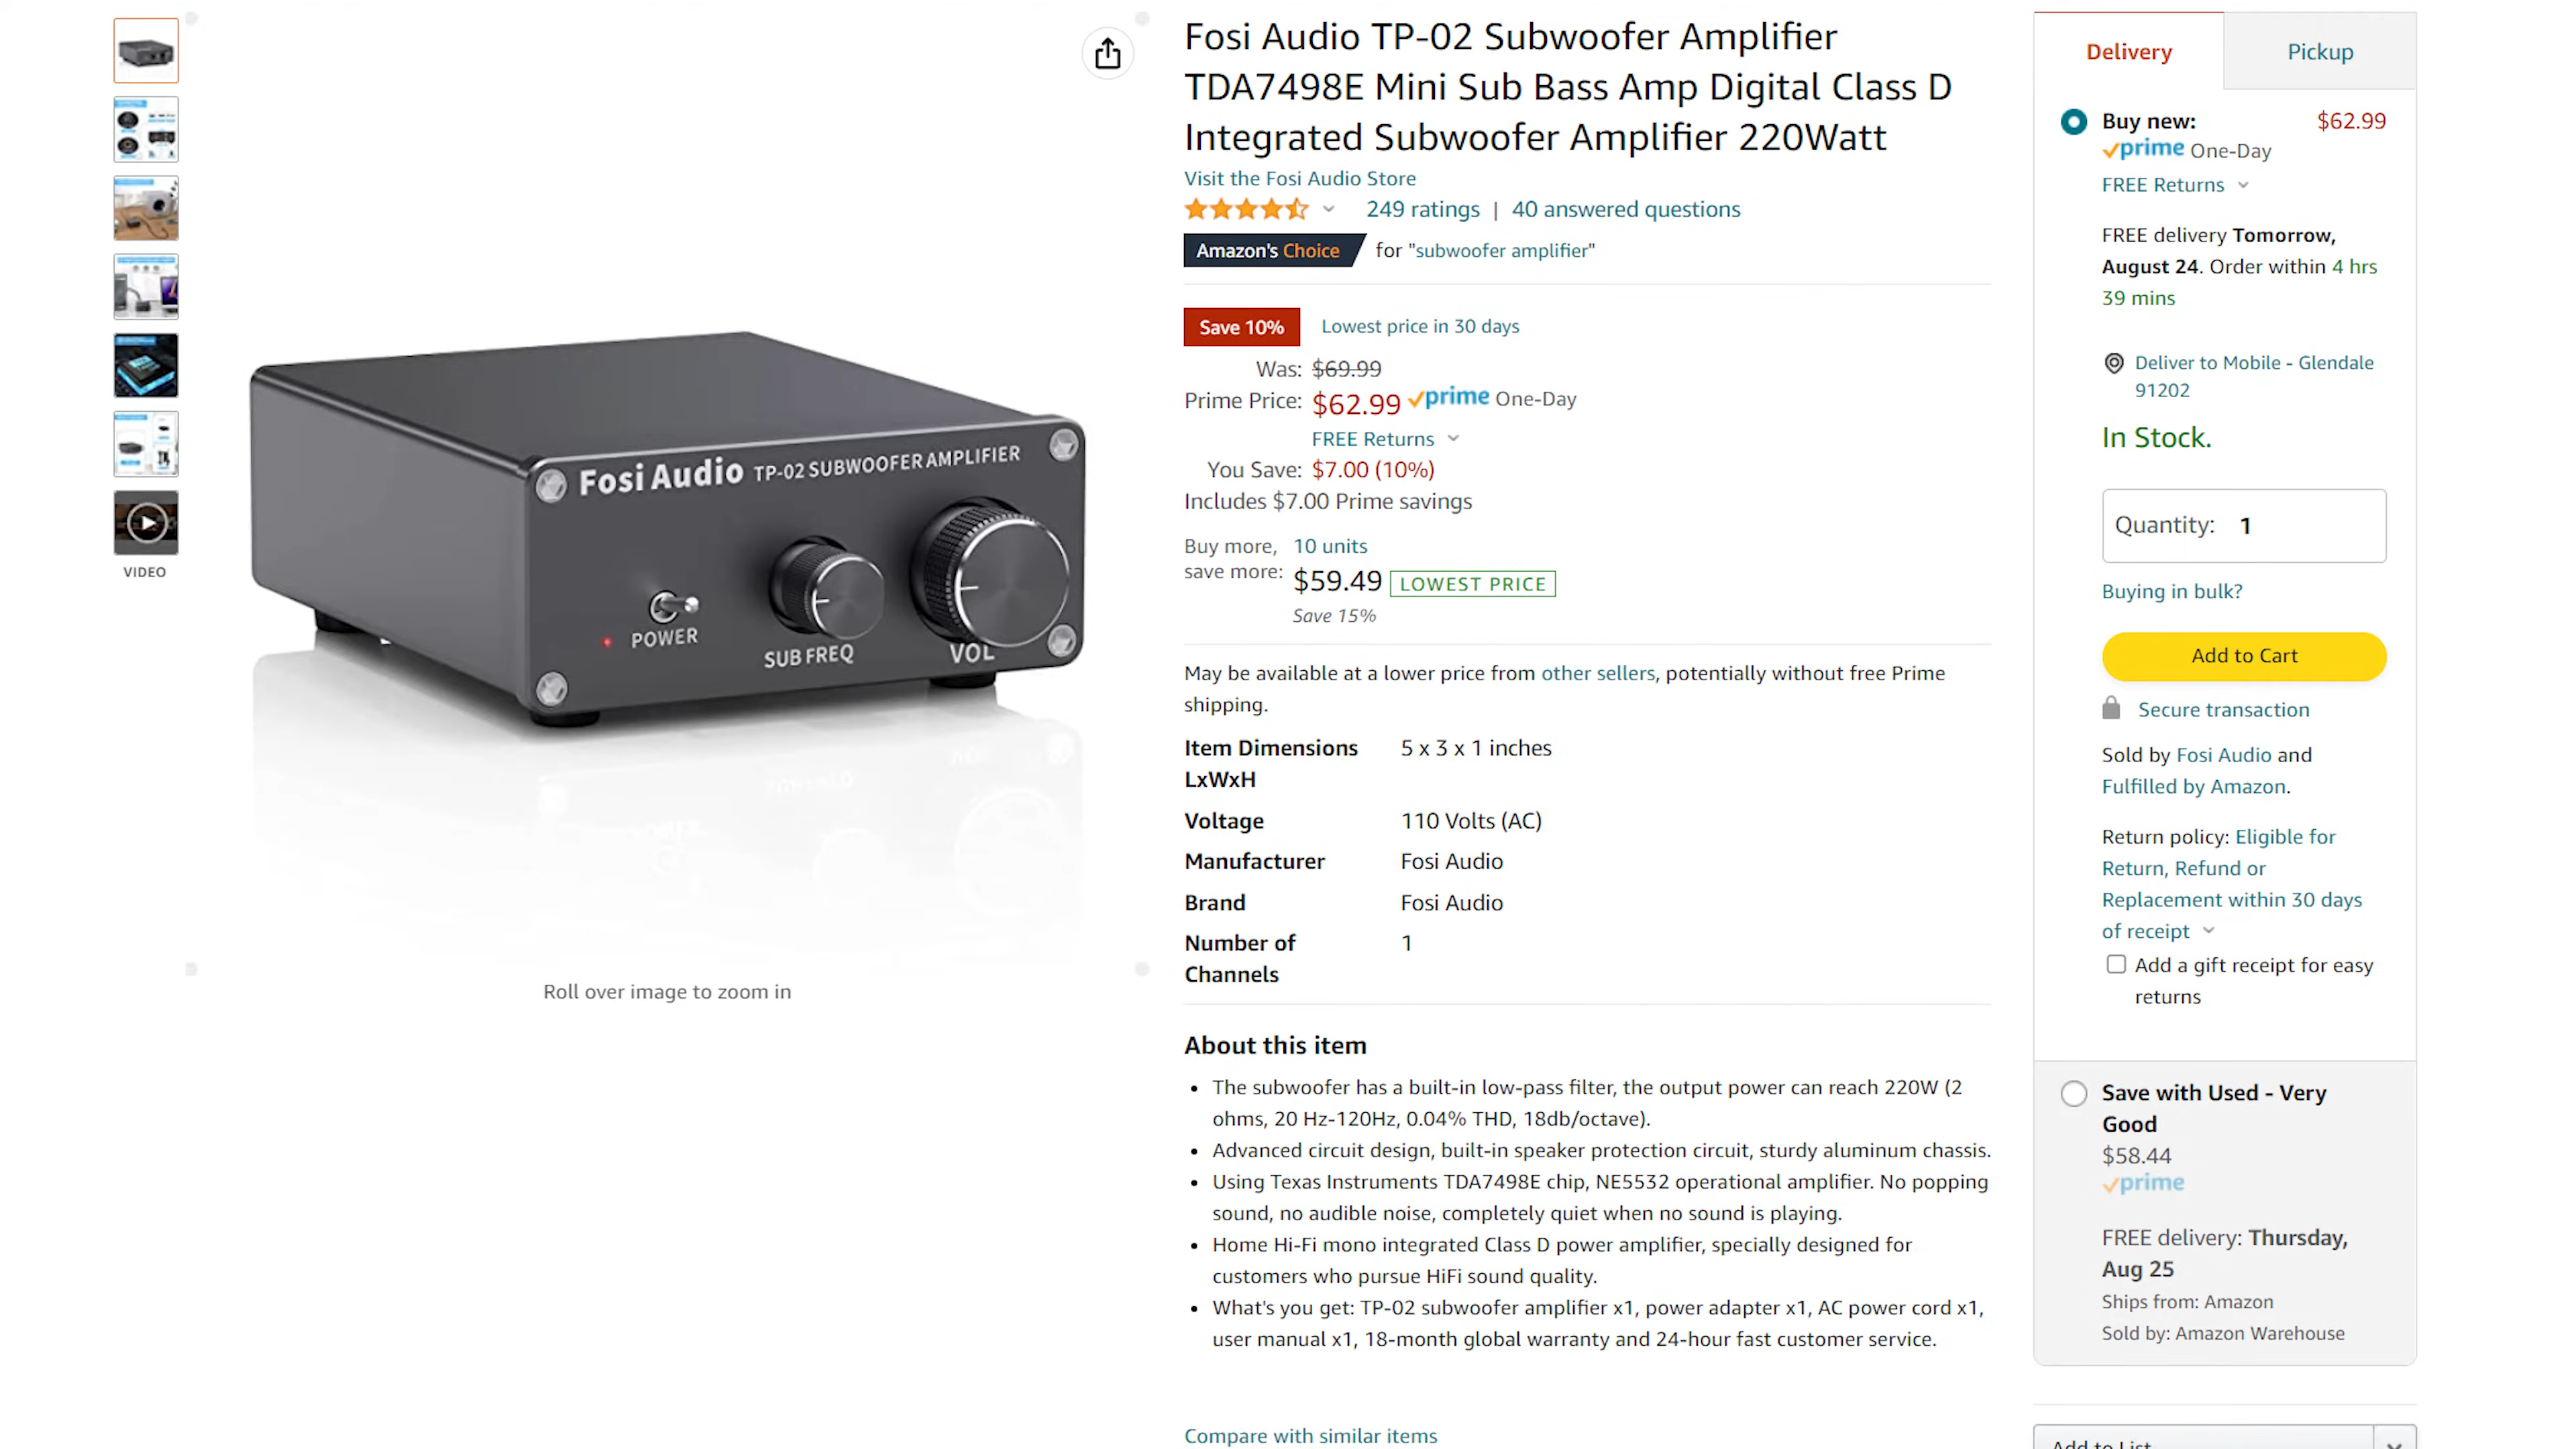 VIDEO
Fosi Audio TP-02 SUBWOOFER AMPLIFIER
POWER
SUB FREQ
VOL
Roll over image to zoom in
Fosi Audio TP-02 Subwoofer Amplifier
TDA7498E Mini Sub Bass Amp Digital Class D
Integrated Subwoofer Amplifier 220Watt
Visit the Fosi Audio Store
249 ratings | 40 answered questions
Amazon's Choice for "subwoofer amplifier"
Save 10% Lowest price in 30 days
Was: $69.99
Prime Price: $62.99 prime One-Day
FREE Returns
You Save: $7.00 (10%)
Includes $7.00 Prime savings
Buy more, 10 units
save more: $59.49 LOWEST PRICE
Save 15%
May be available at a lower price from other sellers, potentially without free Prime
shipping.
Item Dimensions 5 x 3 x 1 inches
LxWxH
Voltage 110 Volts (AC)
Manufacturer Fosi Audio
Brand Fosi Audio
Number of 1
Channels
About this item
• The subwoofer has a built-in low-pass filter, the output power can reach 220W (2
ohms, 20 Hz-120Hz, 0.04% THD, 18db/octave).
• Advanced circuit design, built-in speaker protection circuit, sturdy aluminum chassis.
• Using Texas Instruments TDA7498E chip, NE5532 operational amplifier. No popping
sound, no audible noise, completely quiet when no sound is playing.
• Home Hi-Fi mono integrated Class D power amplifier, specially designed for
customers who pursue HiFi sound quality.
• What's you get: TP-02 subwoofer amplifier x1, power adapter x1, AC power cord x1,
user manual x1, 18-month global warranty and 24-hour fast customer service.
Compare with similar items
Delivery Pickup
Buy new: $62.99
prime One-Day
FREE Returns
FREE delivery Tomorrow,
August 24. Order within 4 hrs
39 mins
Deliver to Mobile - Glendale
91202
In Stock.
Quantity: 1
Buying in bulk?
Add to Cart
Secure transaction
Sold by Fosi Audio and
Fulfilled by Amazon.
Return policy: Eligible for
Return, Refund or
Replacement within 30 days
of receipt
Add a gift receipt for easy
returns
Save with Used - Very
Good
$58.44
prime
FREE delivery: Thursday,
Aug 25
Ships from: Amazon
Sold by: Amazon Warehouse
Add to List